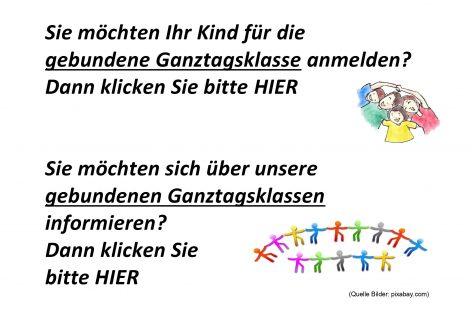 Sie möchten Ihr Kind für die
gebundene Ganztagsklasse anmelden?
Dann klicken Sie bitte HIER
Sie möchten sich über unsere
gebundenen Ganztagsklassen
informieren?
Dann klicken Sie
bitte HIER
(Quelle Bilder: pixabay.com)